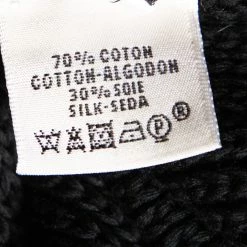 70% COTON
COTTON-ALGODON
30% SOIE
SILK-SEDA
P